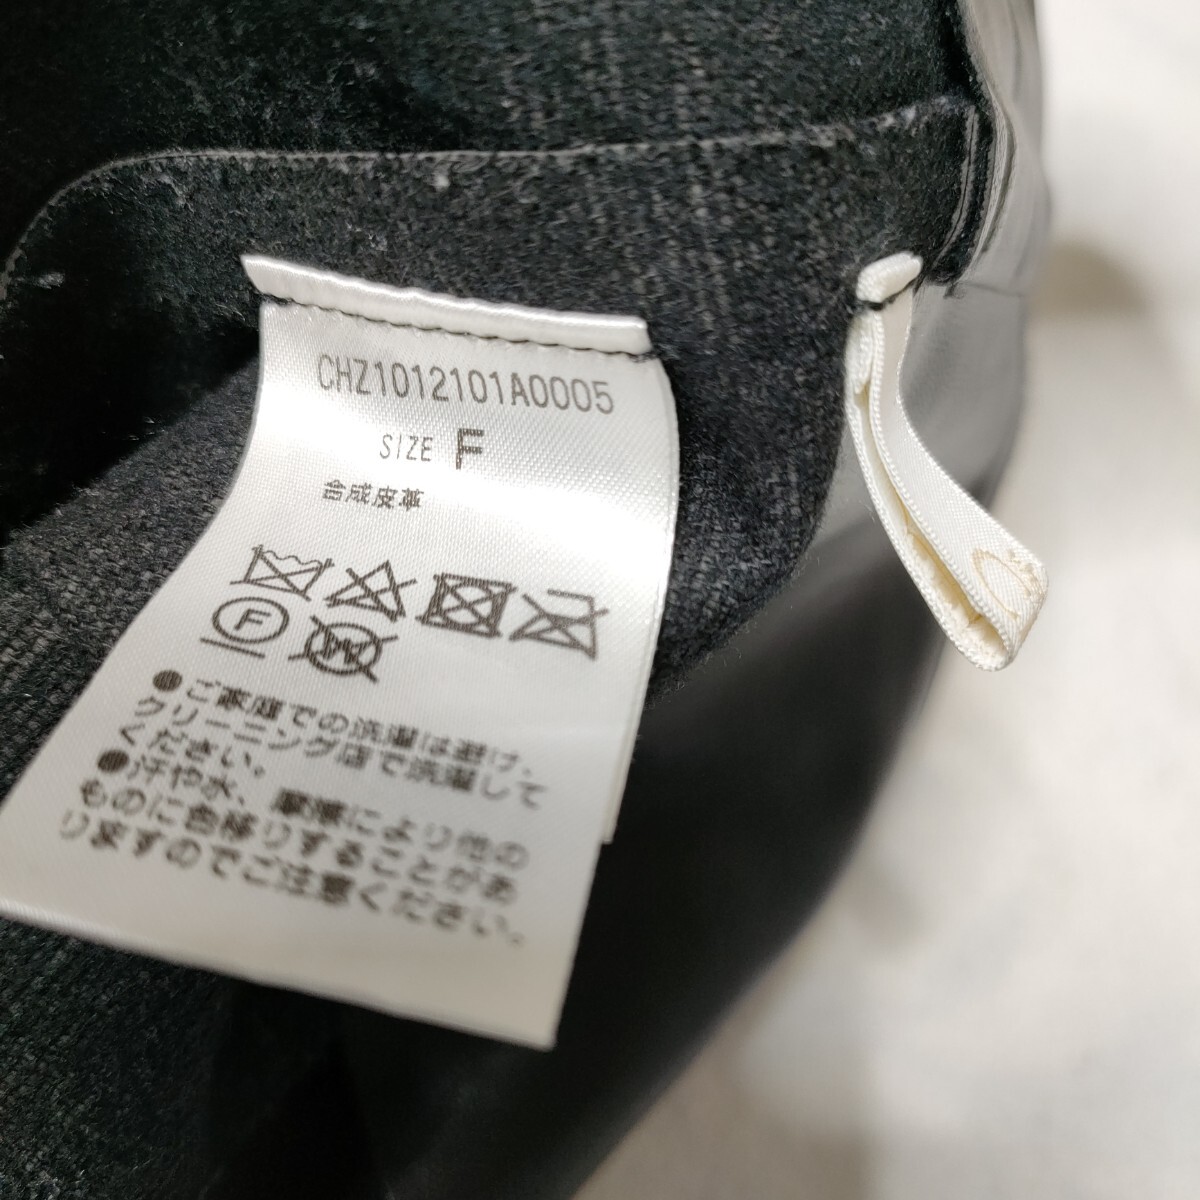 CHZ1012101A0005
SIZE F
合成皮革
F
●ご家庭での洗濯は避け、
クリーニング店で洗濯して
ください。
●汗や水、摩擦により他の
ものに色移りすることがあ
りますのでご注意ください。